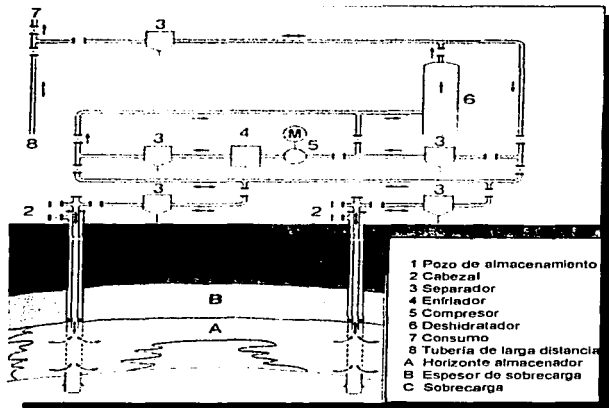 7
3
6
8
3
4
M
5
3
3
3
2
2
B
A
1 Pozo de almacenamiento
2 Cabezal
3 Separador
4 Enfriador
5 Compresor
6 Deshidratador
7 Consumo
8 Tubería de larga distancia
A Horizonte almacenador
B Espesor de sobrecarga
C Sobrecarga